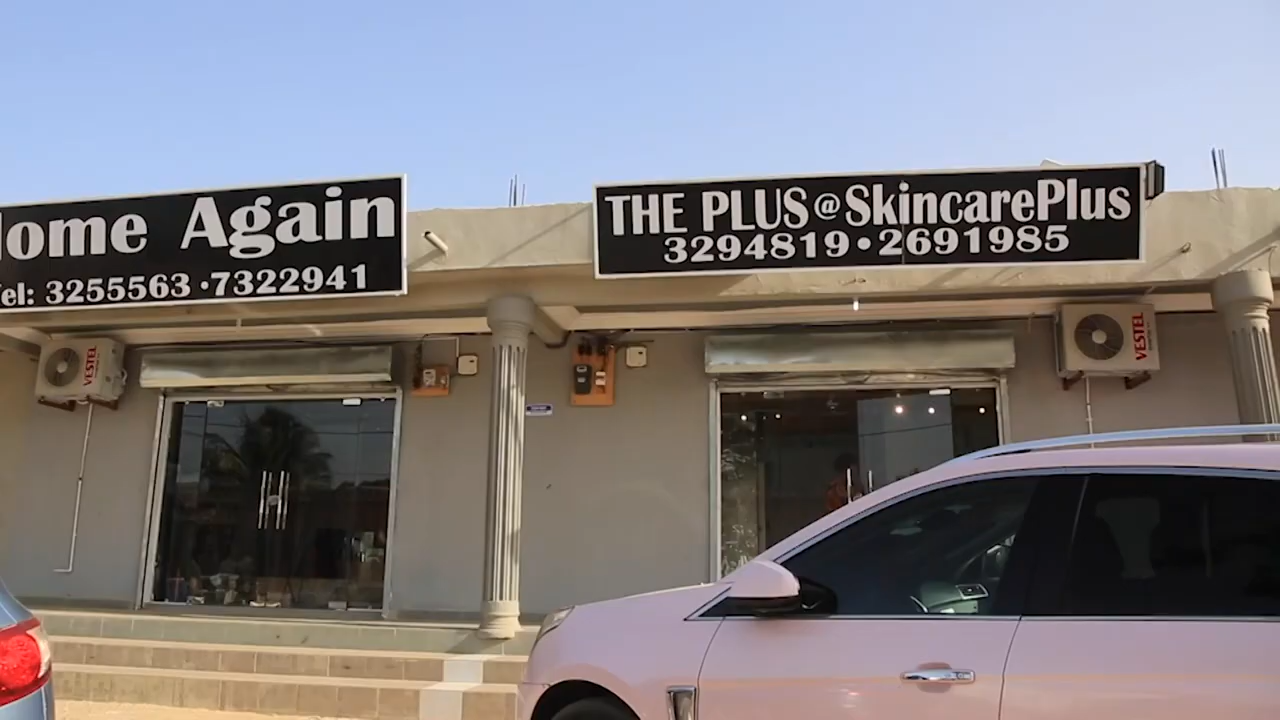 ome Again
el: 3255563 · 7322941
THE PLUS @ SkincarePlus
3294819 • 2691985
VESTEL
VESTEL